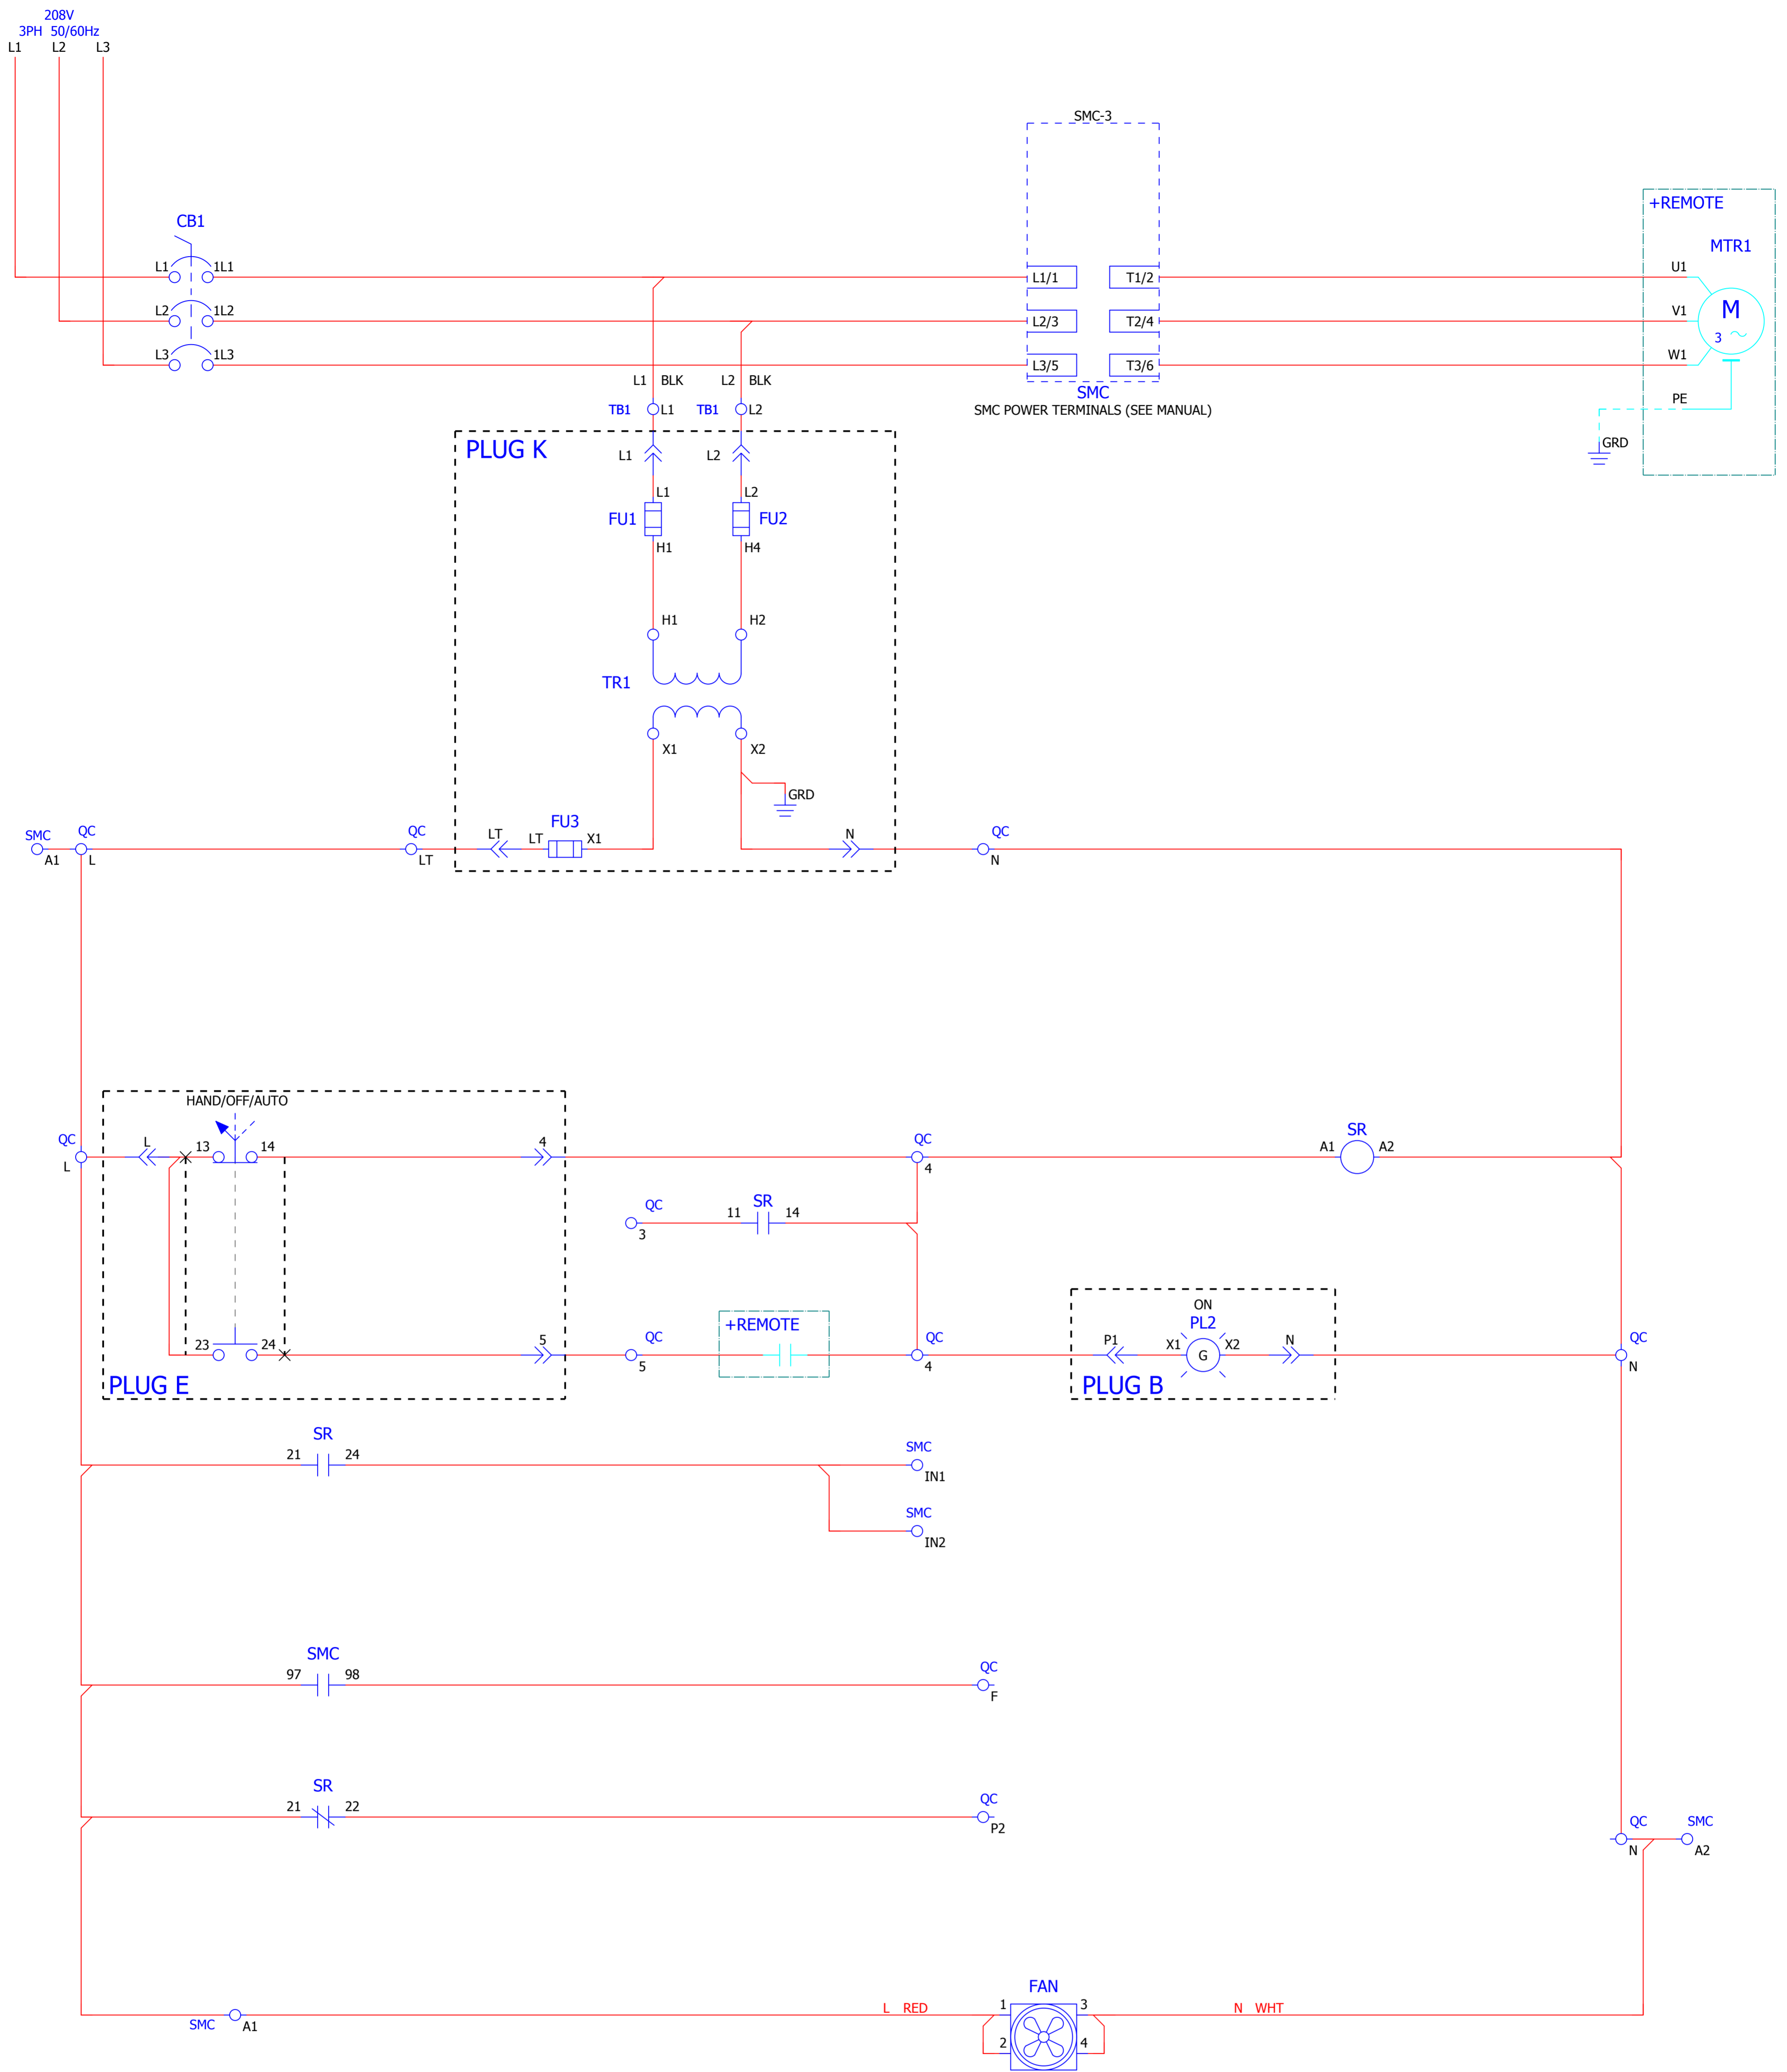 208V
3PH 50/60Hz
L1 L2 L3
SMC-3
+REMOTE
CB1
MTR1
L1 1L1 L1/1 T1/2 U1
L2 1L2 L2/3 T2/4 V1
M
3
L3 1L3 L3/5 T3/6 W1
L1 BLK L2 BLK
SMC
TB1 L1 TB1 L2
SMC POWER TERMINALS (SEE MANUAL)
PE
GRD
PLUG K
L1 L2
L1 L2
FU1 FU2
H1 H4
H1 H2
TR1
X1 X2
GRD
SMC QC QC LT FU3 N QC
LT X1
A1 L LT N
HAND/OFF/AUTO
QC L 13 14 4 QC SR
A1 A2
L 4
QC SR
11 14
3
ON
+REMOTE PL2
23 24 5 QC QC
P1 X1 X2 N
G
5 4 N
PLUG E PLUG B
SR SMC
21 24
IN1
SMC
IN2
SMC QC
97 98
F
SR QC
21 22
P2
QC SMC
N A2
FAN
L RED 1 3 N WHT
SMC A1
2 4